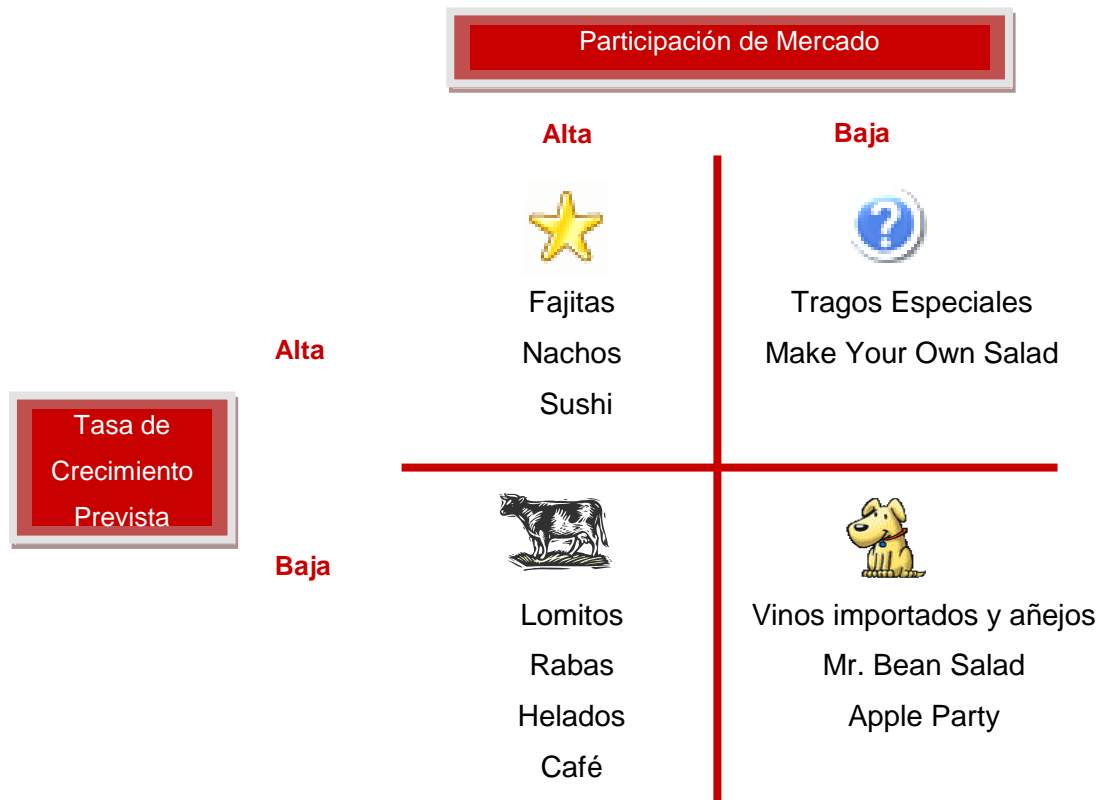 Participación de Mercado
Alta
Baja
?
Fajitas
Tragos Especiales
Alta
Nachos
Make Your Own Salad
Sushi
Tasa de
Crecimiento
Prevista
Baja
Lomitos
Vinos importados y añejos
Rabas
Mr. Bean Salad
Helados
Apple Party
Café